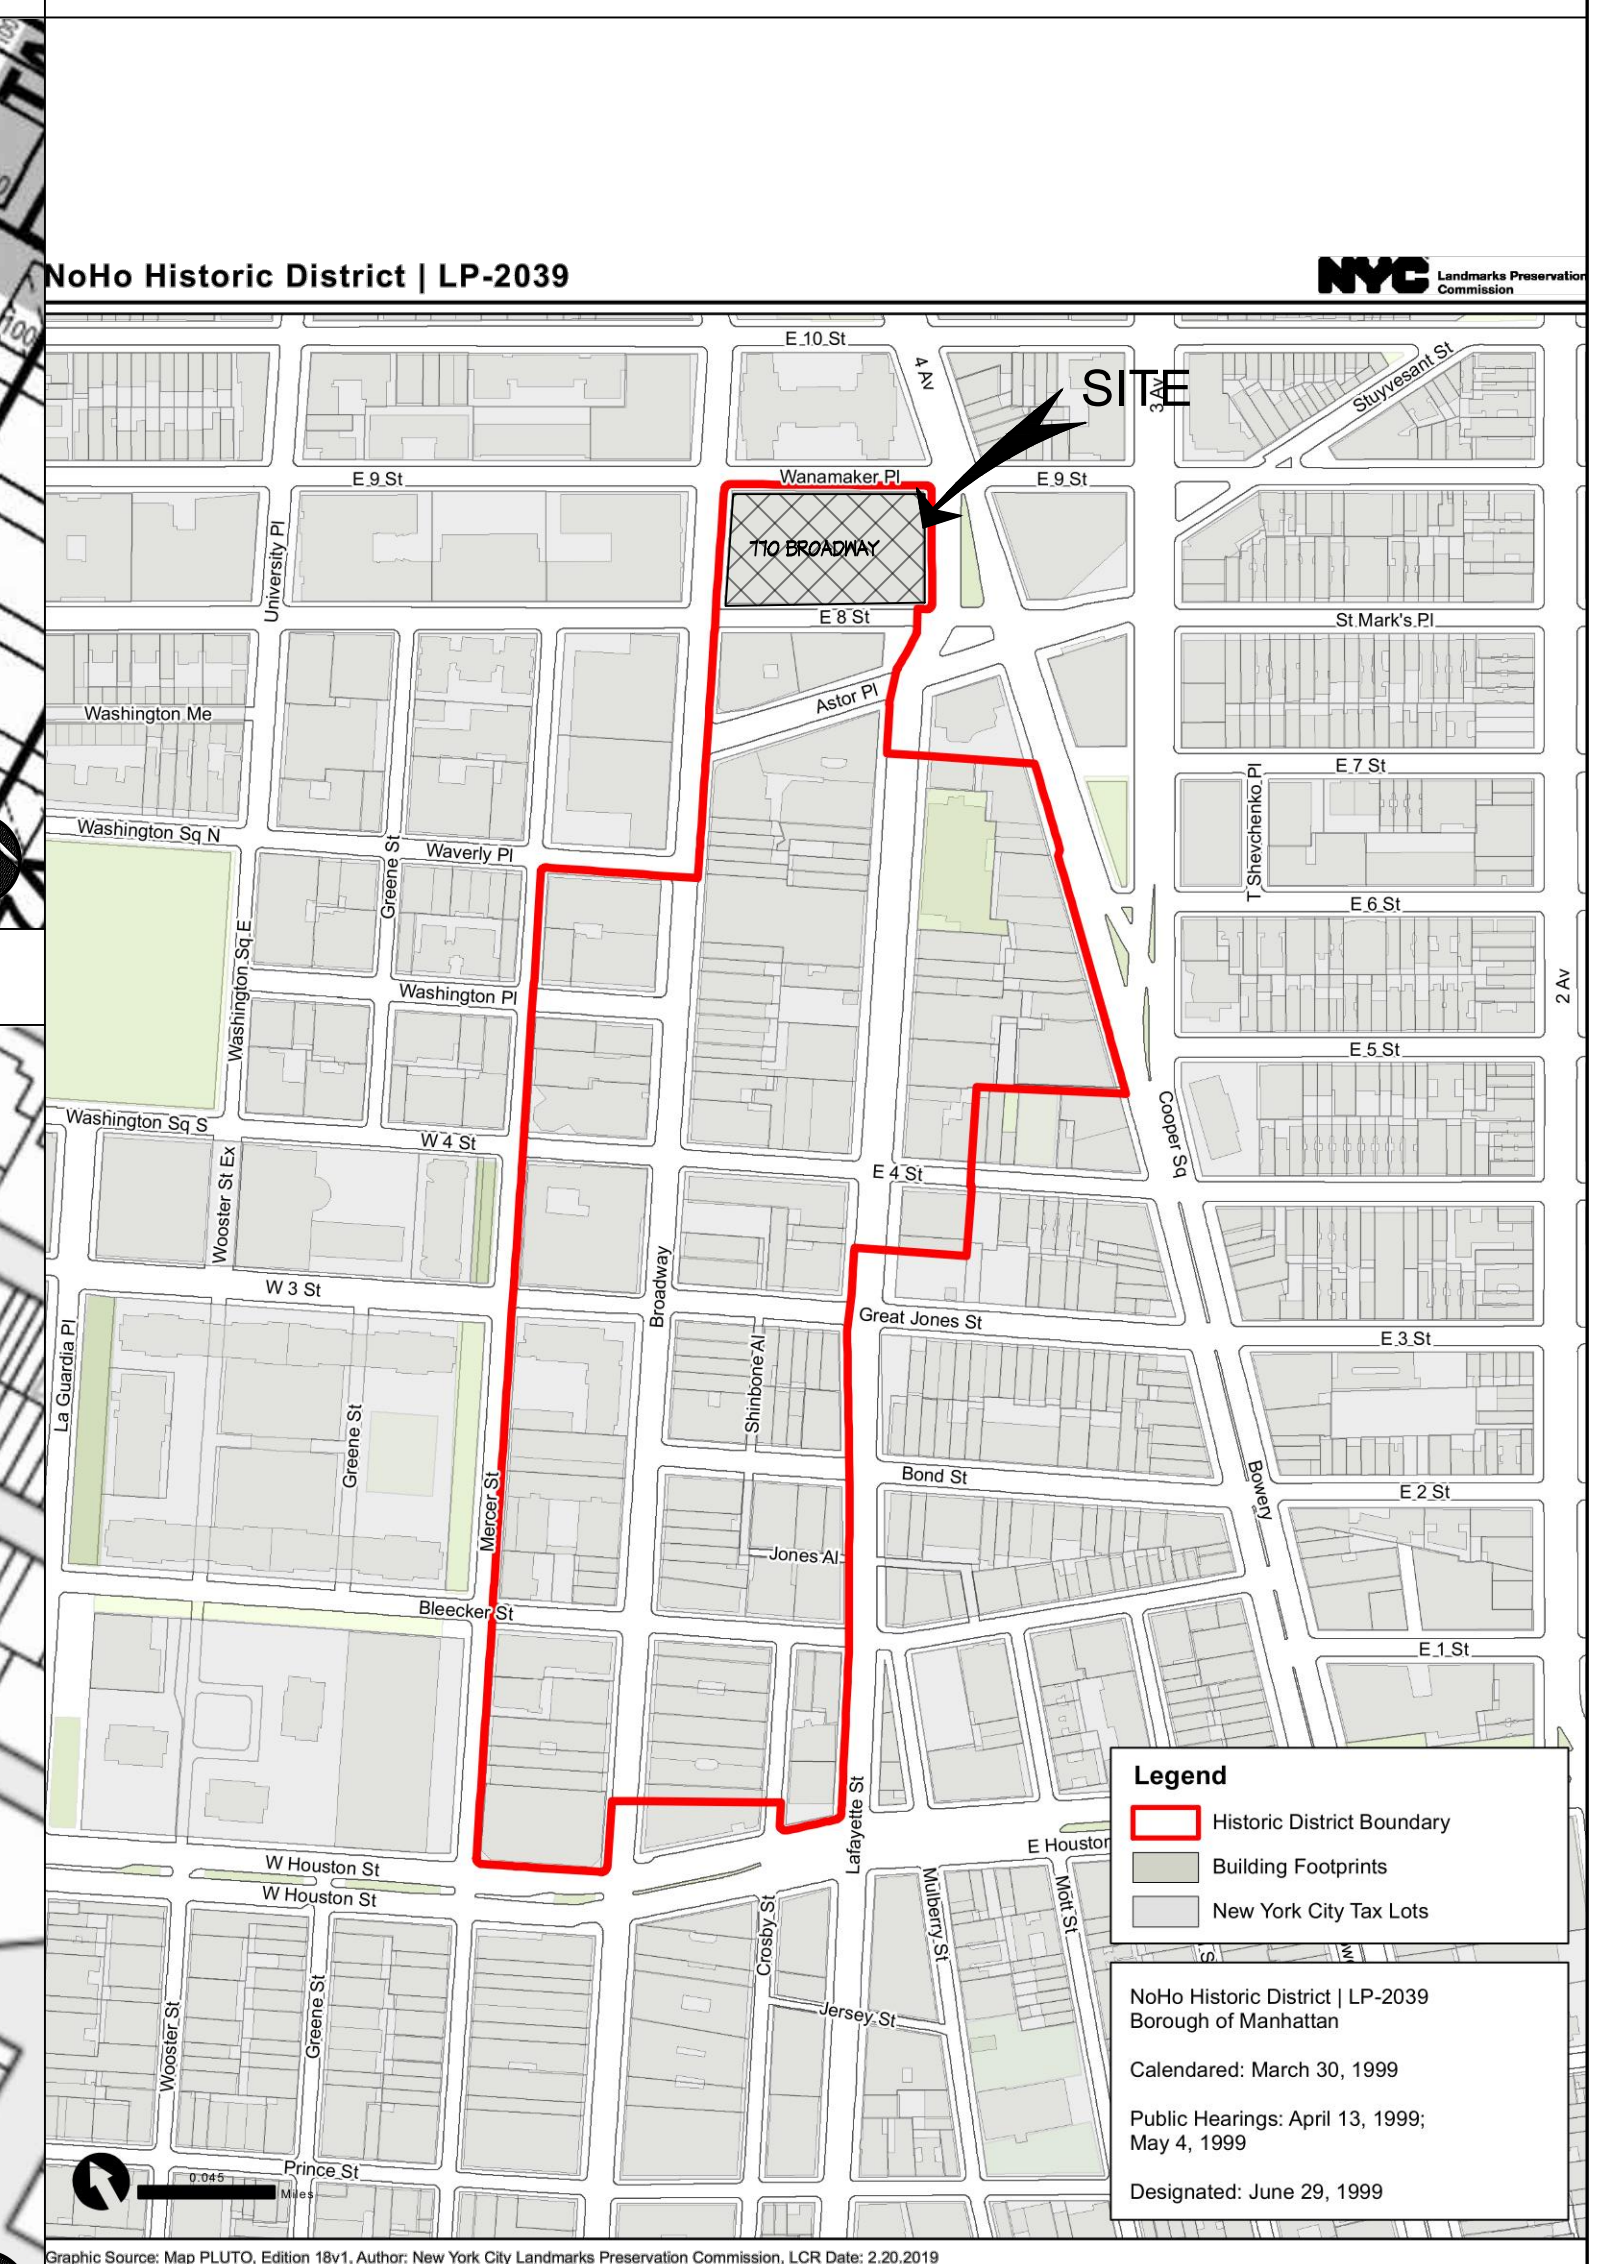 100
NoHo Historic District | LP-2039
NYC Landmarks Preservation
Commission
E 10 St
4 Av
SITE
3 Av
Stuyvesant St
Wanamaker Pl
E 9 St
E 9 St
770 BROADWAY
University Pl
E 8 St
St Mark's Pl
Astor Pl
Washington Me
E 7 St
T Shevchenko Pl
Washington Sq N
Waverly Pl
Greene St
E 6 St
Washington Sq E
Washington Pl
2 Av
E 5 St
Cooper Sq
Washington Sq S
W 4 St
Wooster St Ex
E 4 St
W 3 St
Broadway
La Guardia Pl
Great Jones St
E 3 St
Shinbone Al
Greene St
Mercer St
Bond St
Bowery
E 2 St
Jones Al
Bleecker St
E 1 St
Lafayette St
E Houston
W Houston St
W Houston St
Mulberry St
Mott St
Crosby St
Jersey St
Greene St
Wooster St
Prince St
0.045
Miles
Legend
Historic District Boundary
Building Footprints
New York City Tax Lots
NoHo Historic District | LP-2039
Borough of Manhattan
Calendared: March 30, 1999
Public Hearings: April 13, 1999;
May 4, 1999
Designated: June 29, 1999
Graphic Source: Map PLUTO, Edition 18v1, Author: New York City Landmarks Preservation Commission, LCR Date: 2.20.2019